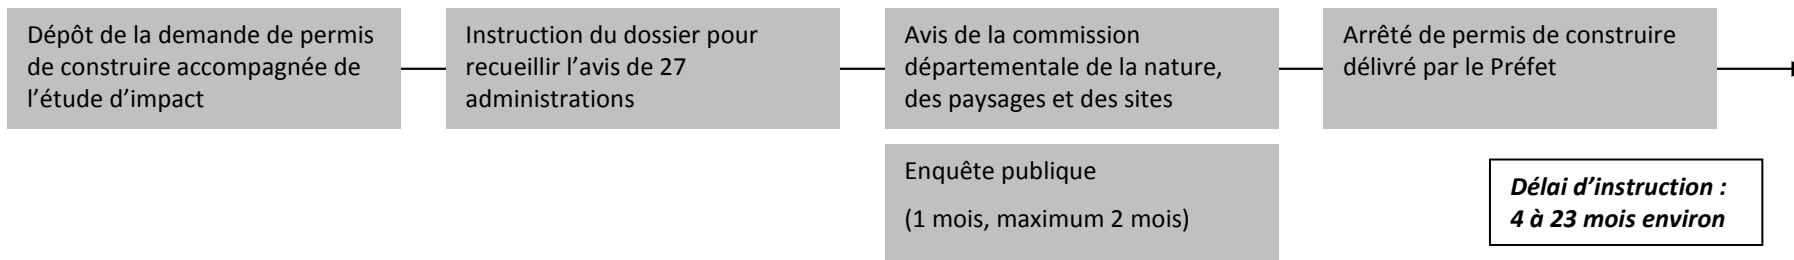 Dépôt de la demande de permis
de construire accompagnée de
l’étude d’impact
Instruction du dossier pour
recueillir l’avis de 27
administrations
Avis de la commission
départementale de la nature,
des paysages et des sites
Arrêté de permis de construire
délivré par le Préfet
Enquête publique
(1 mois, maximum 2 mois)
Délai d’instruction :
4 à 23 mois environ